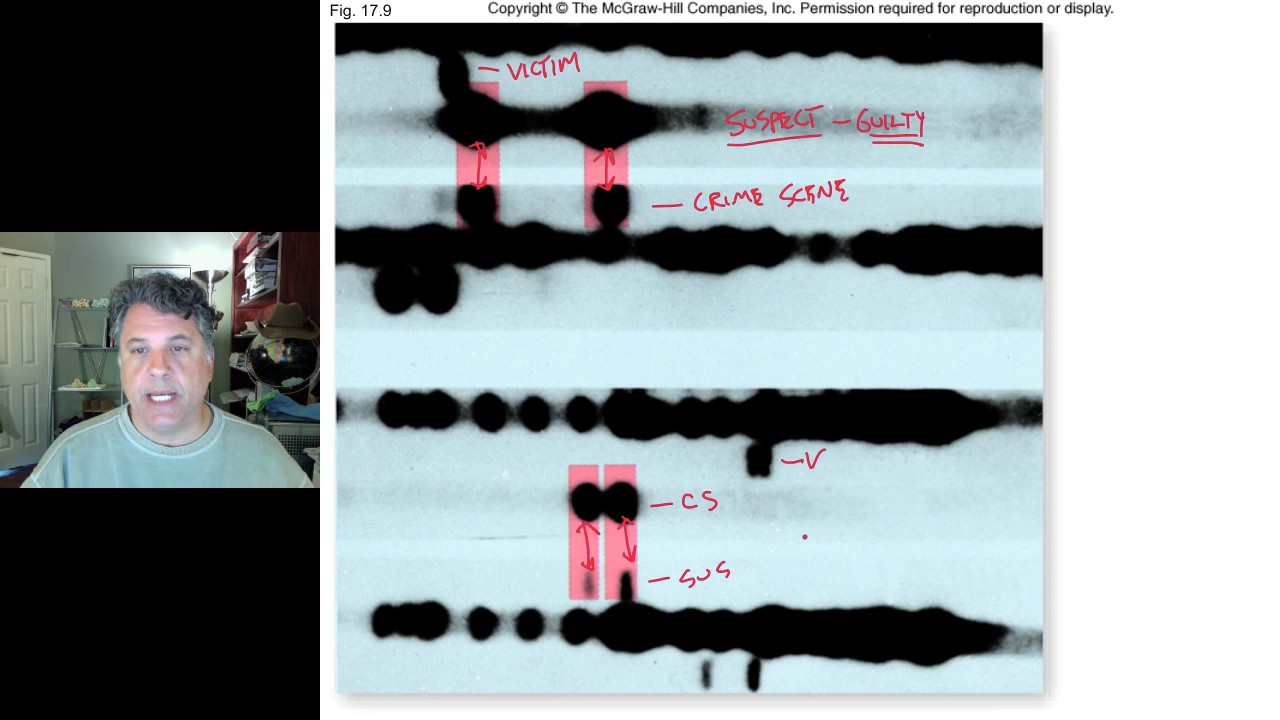 Fig. 17.9
Copyright © The McGraw-Hill Companies, Inc. Permission required for reproduction or display.
– VICTIM
SUSPECT – GUILTY
– CRIME SCENE
– V
– CS
– SUS